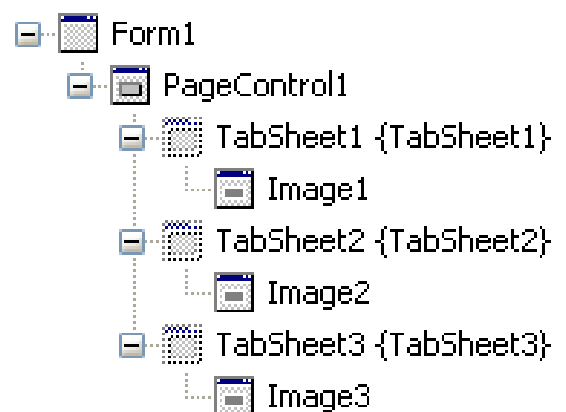 Form1
PageControl1
TabSheet1 {TabSheet1}
Image1
TabSheet2 {TabSheet2}
Image2
TabSheet3 {TabSheet3}
Image3